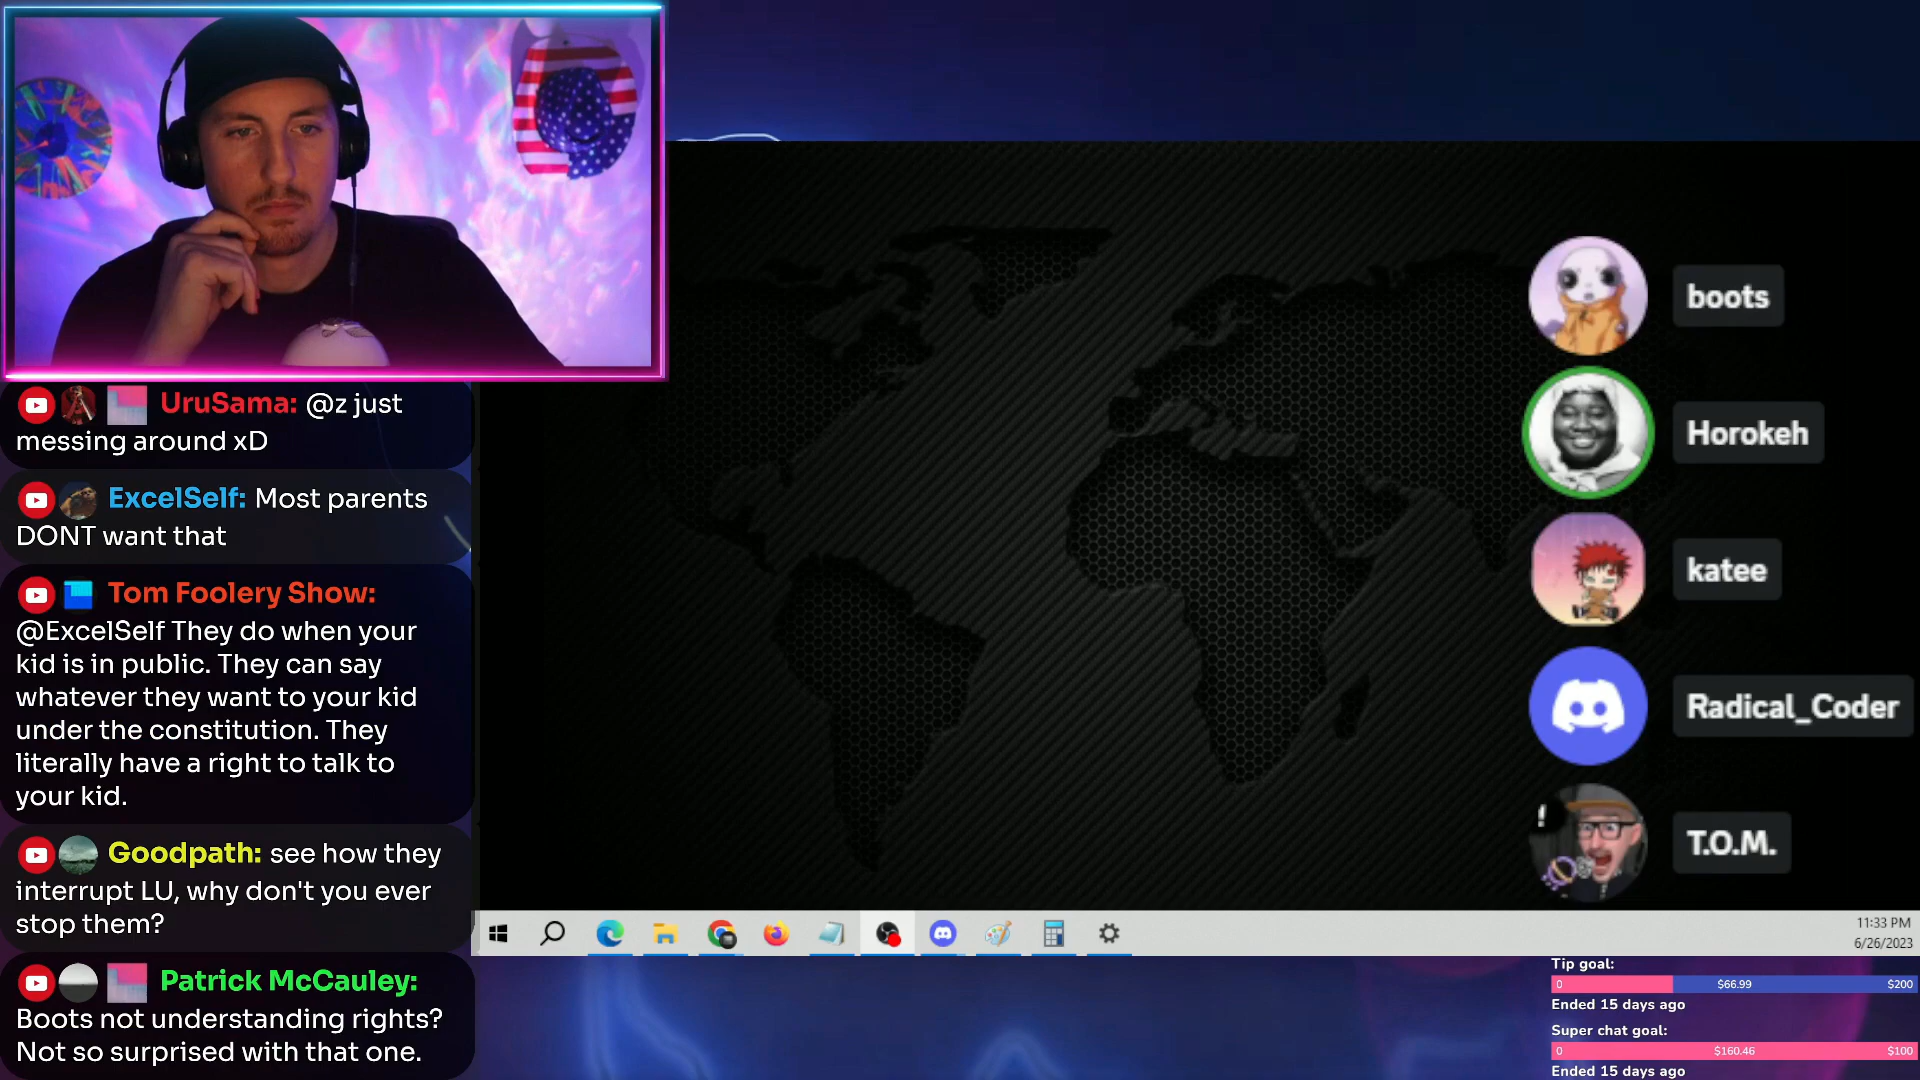 UruSama: @z just
messing around xD
ExcelSelf: Most parents
DONT want that
Tom Foolery Show:
@ExcelSelf They do when your
kid is in public. They can say
whatever they want to your kid
under the constitution. They
literally have a right to talk to
your kid.
Goodpath: see how they
interrupt LU, why don't you ever
stop them?
Patrick McCauley:
Boots not understanding rights?
Not so surprised with that one.
boots
Horokeh
katee
Radical_Coder
!
T.O.M.
11:33 PM
6/26/2023
Tip goal:
0 $66.99 $200
Ended 15 days ago
Super chat goal:
0 $160.46 $100
Ended 15 days ago